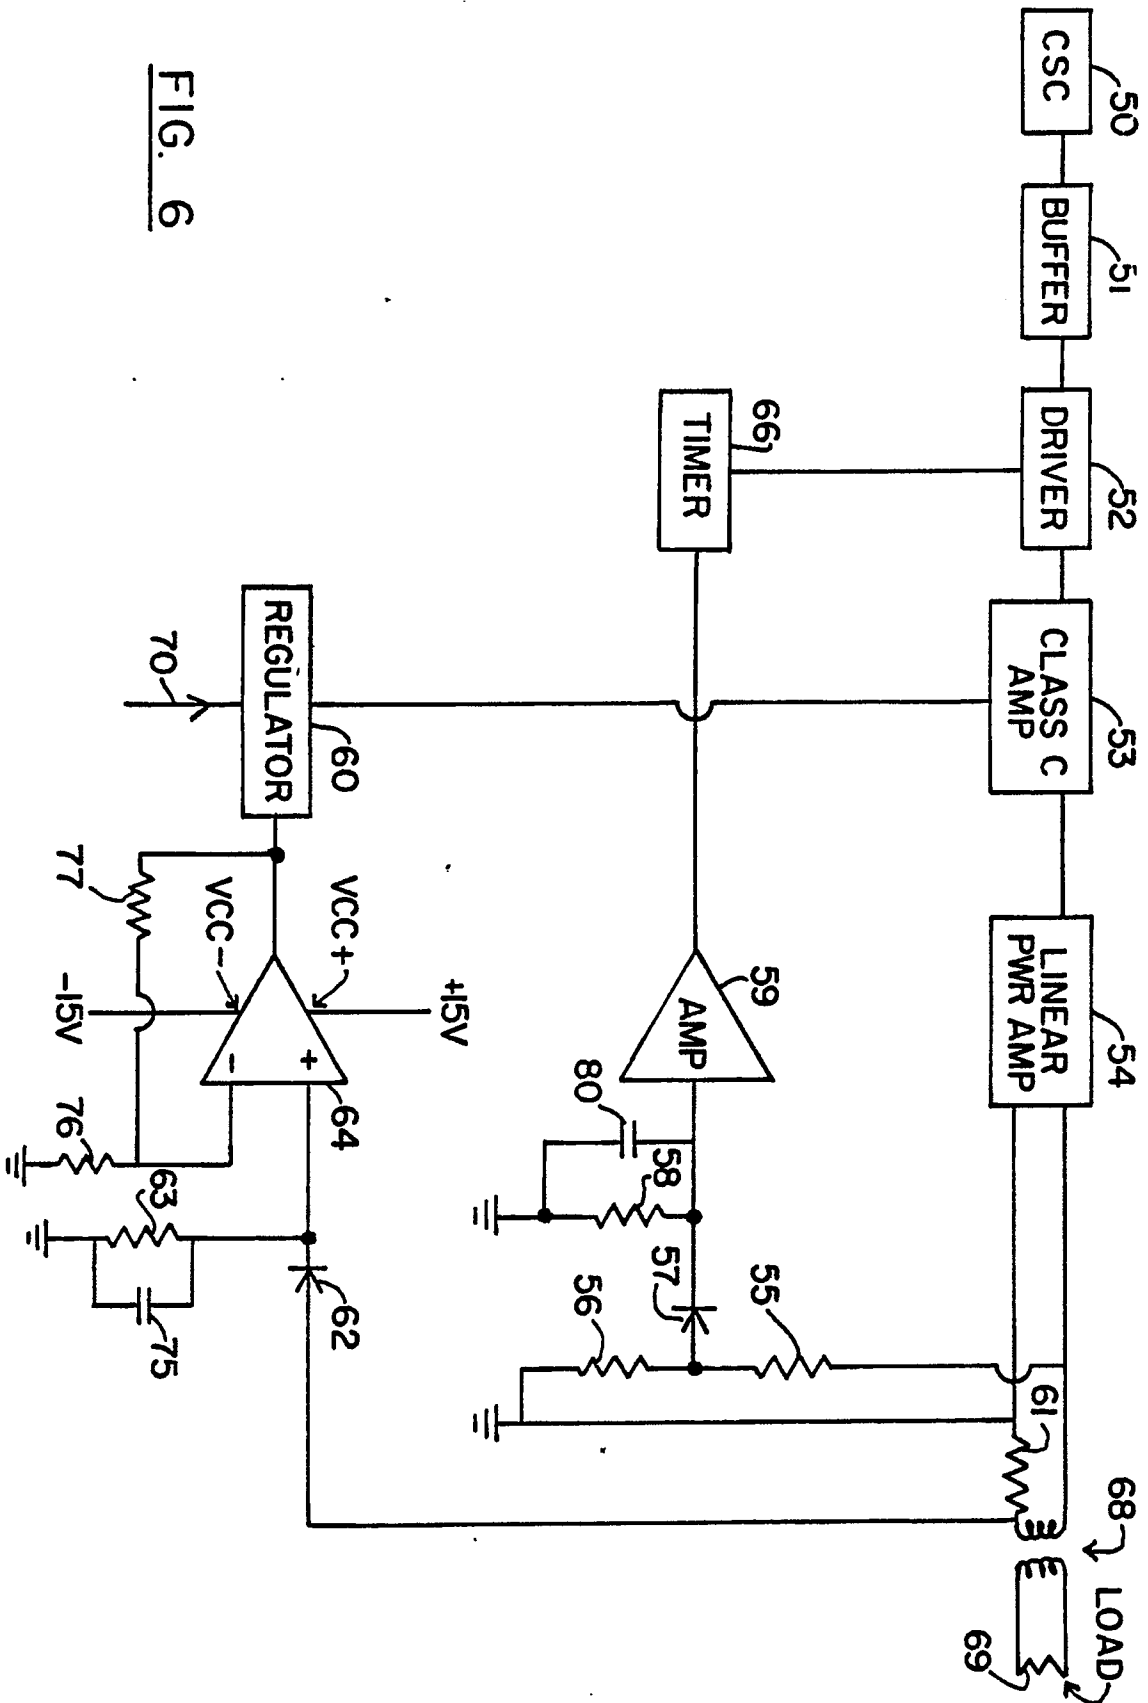 50
51
52
53
54
CSC
BUFFER
DRIVER
CLASS C
AMP
LINEAR
PWR AMP
68
LOAD
61
69
66
TIMER
59
AMP
80
58
57
55
56
70
REGULATOR
60
VCC+
+15V
VCC-
-15V
+
-
64
62
77
76
63
75
FIG. 6